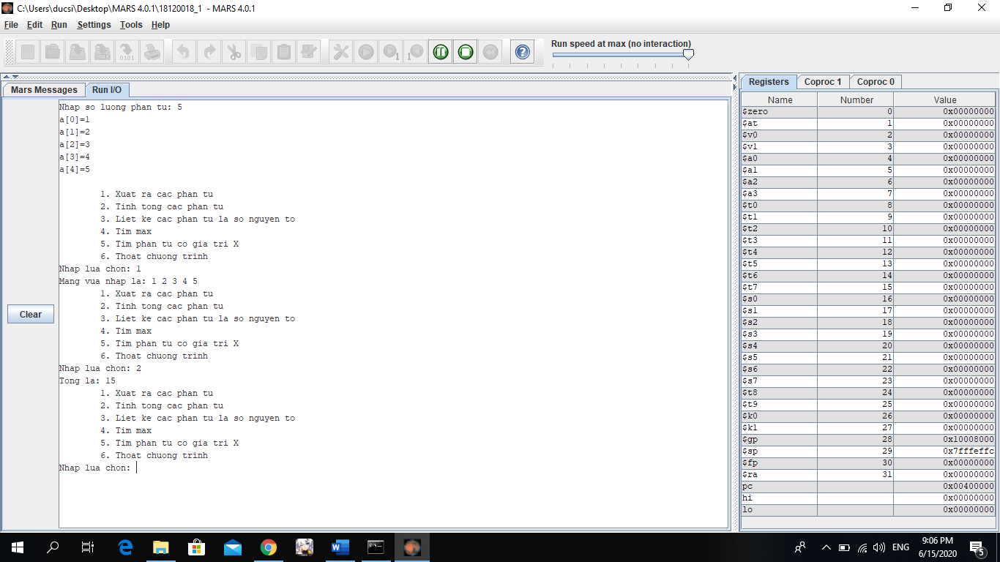 C:\Users\ducsi\Desktop\MARS 4.0.1\18120018_1 - MARS 4.0.1
File Edit Run Settings Tools Help
Run speed at max (no interaction)
Mars Messages Run I/O
Nhap so luong phan tu: 5
a[0]=1
a[1]=2
a[2]=3
a[3]=4
a[4]=5
1. Xuat ra cac phan tu
2. Tinh tong cac phan tu
3. Liet ke cac phan tu la so nguyen to
4. Tim max
5. Tim phan tu co gia tri X
6. Thoat chuong trinh
Nhap lua chon: 1
Mang vua nhap la: 1 2 3 4 5
1. Xuat ra cac phan tu
2. Tinh tong cac phan tu
3. Liet ke cac phan tu la so nguyen to
4. Tim max
5. Tim phan tu co gia tri X
6. Thoat chuong trinh
Nhap lua chon: 2
Tong la: 15
1. Xuat ra cac phan tu
2. Tinh tong cac phan tu
3. Liet ke cac phan tu la so nguyen to
4. Tim max
5. Tim phan tu co gia tri X
6. Thoat chuong trinh
Nhap lua chon:
Clear
Registers Coproc 1 Coproc 0
Name Number Value
$zero 0 0x00000000
$at 1 0x00000000
$v0 2 0x00000000
$v1 3 0x00000000
$a0 4 0x00000000
$a1 5 0x00000000
$a2 6 0x00000000
$a3 7 0x00000000
$t0 8 0x00000000
$t1 9 0x00000000
$t2 10 0x00000000
$t3 11 0x00000000
$t4 12 0x00000000
$t5 13 0x00000000
$t6 14 0x00000000
$t7 15 0x00000000
$s0 16 0x00000000
$s1 17 0x00000000
$s2 18 0x00000000
$s3 19 0x00000000
$s4 20 0x00000000
$s5 21 0x00000000
$s6 22 0x00000000
$s7 23 0x00000000
$t8 24 0x00000000
$t9 25 0x00000000
$k0 26 0x00000000
$k1 27 0x00000000
$gp 28 0x10008000
$sp 29 0x7fffeffc
$fp 30 0x00000000
$ra 31 0x00000000
pc 0x00400000
hi 0x00000000
lo 0x00000000
ENG
9:06 PM
6/15/2020
5